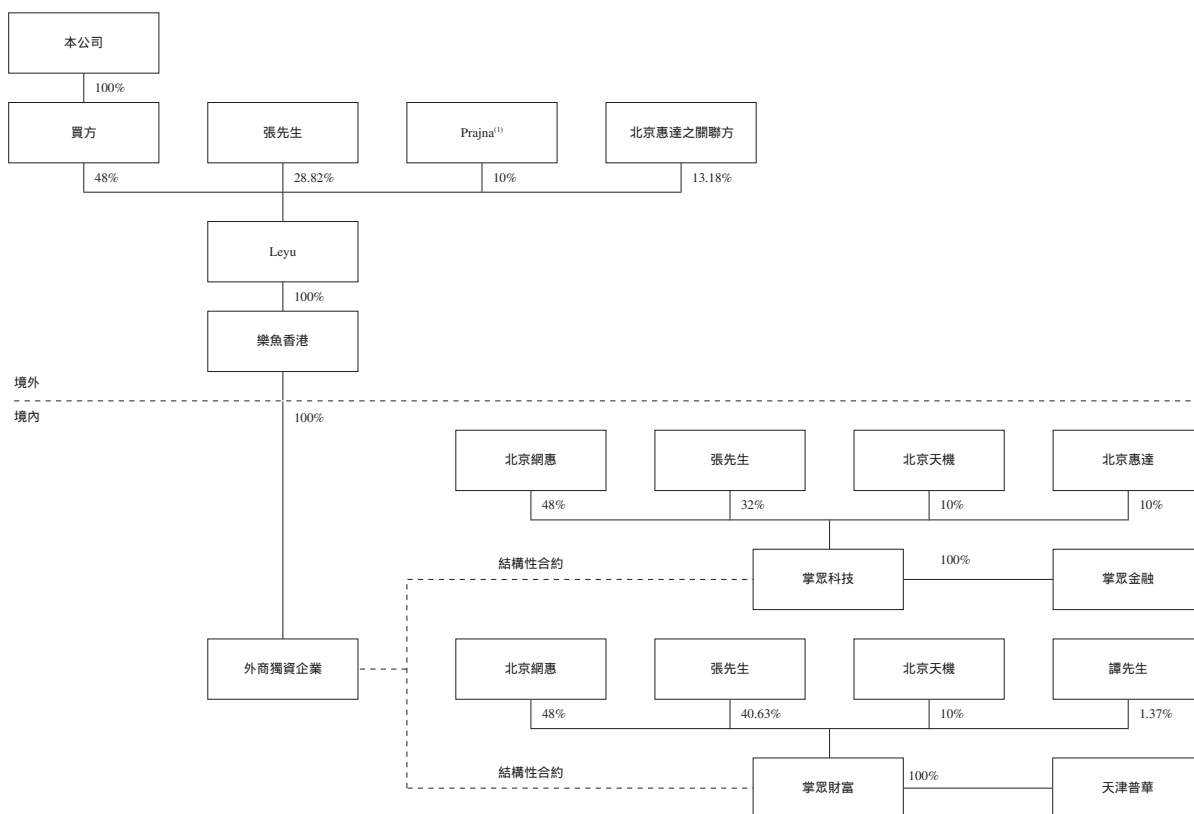 本公司
100%
買方
張先生
Prajna(1)
北京惠達之關聯方
48%
28.82%
10%
13.18%
Leyu
100%
樂魚香港
境外
境內
100%
北京網惠
張先生
北京天機
北京惠達
48%
32%
10%
10%
結構性合約
掌眾科技
100%
掌眾金融
外商獨資企業
北京網惠
張先生
北京天機
譚先生
48%
40.63%
10%
1.37%
結構性合約
掌眾財富
100%
天津普華